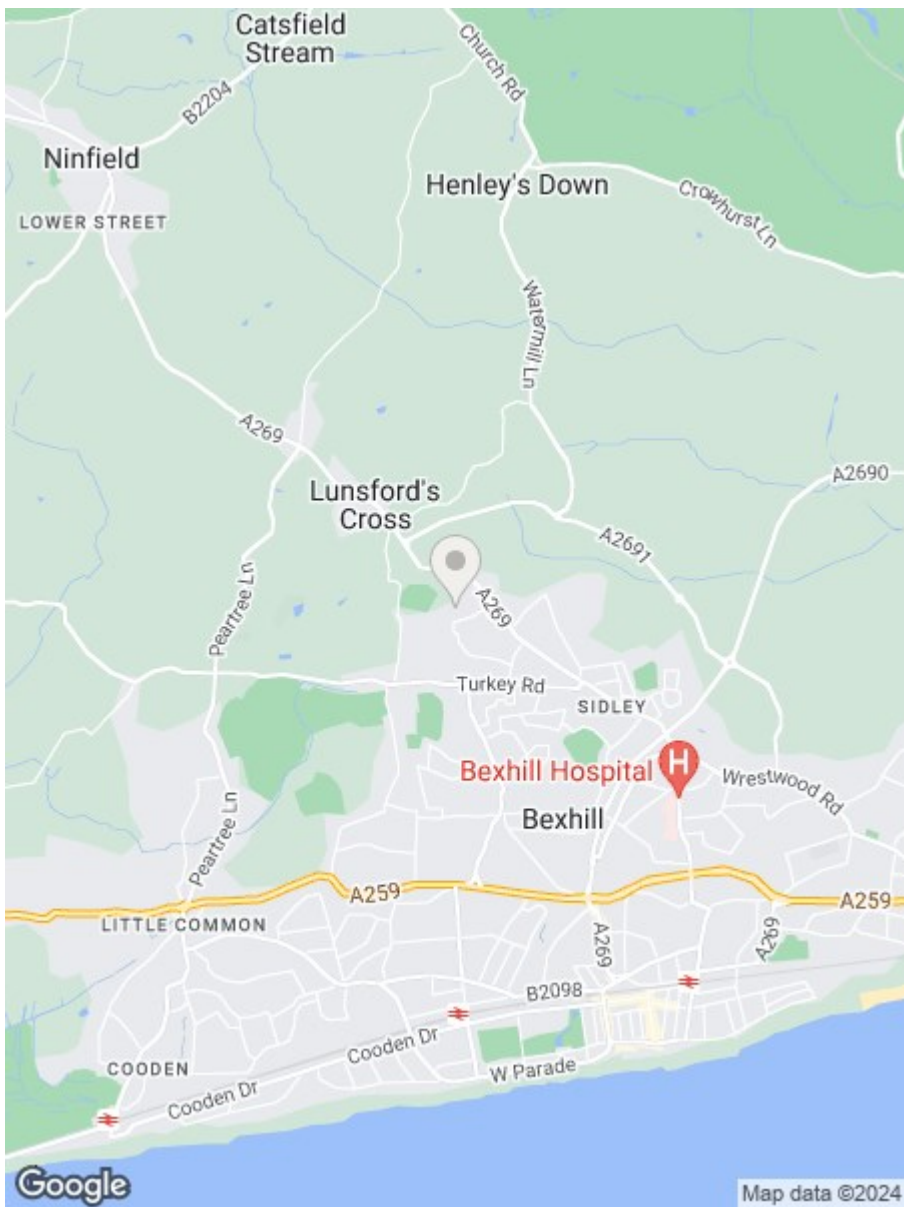 Catsfield
Stream
Church Rd
B2204
Ninfield
Henley's Down
Crowhurst Ln
LOWER STREET
Watermill Ln
A269
A2690
Lunsford's
Cross
A2691
Peartree Ln
A269
Turkey Rd
SIDLEY
Bexhill Hospital
H
Wrestwood Rd
Peartree Ln
Bexhill
A259
A259
LITTLE COMMON
A269
A269
B2098
Cooden Dr
COODEN
W Parade
Cooden Dr
Google
Map data ©2024